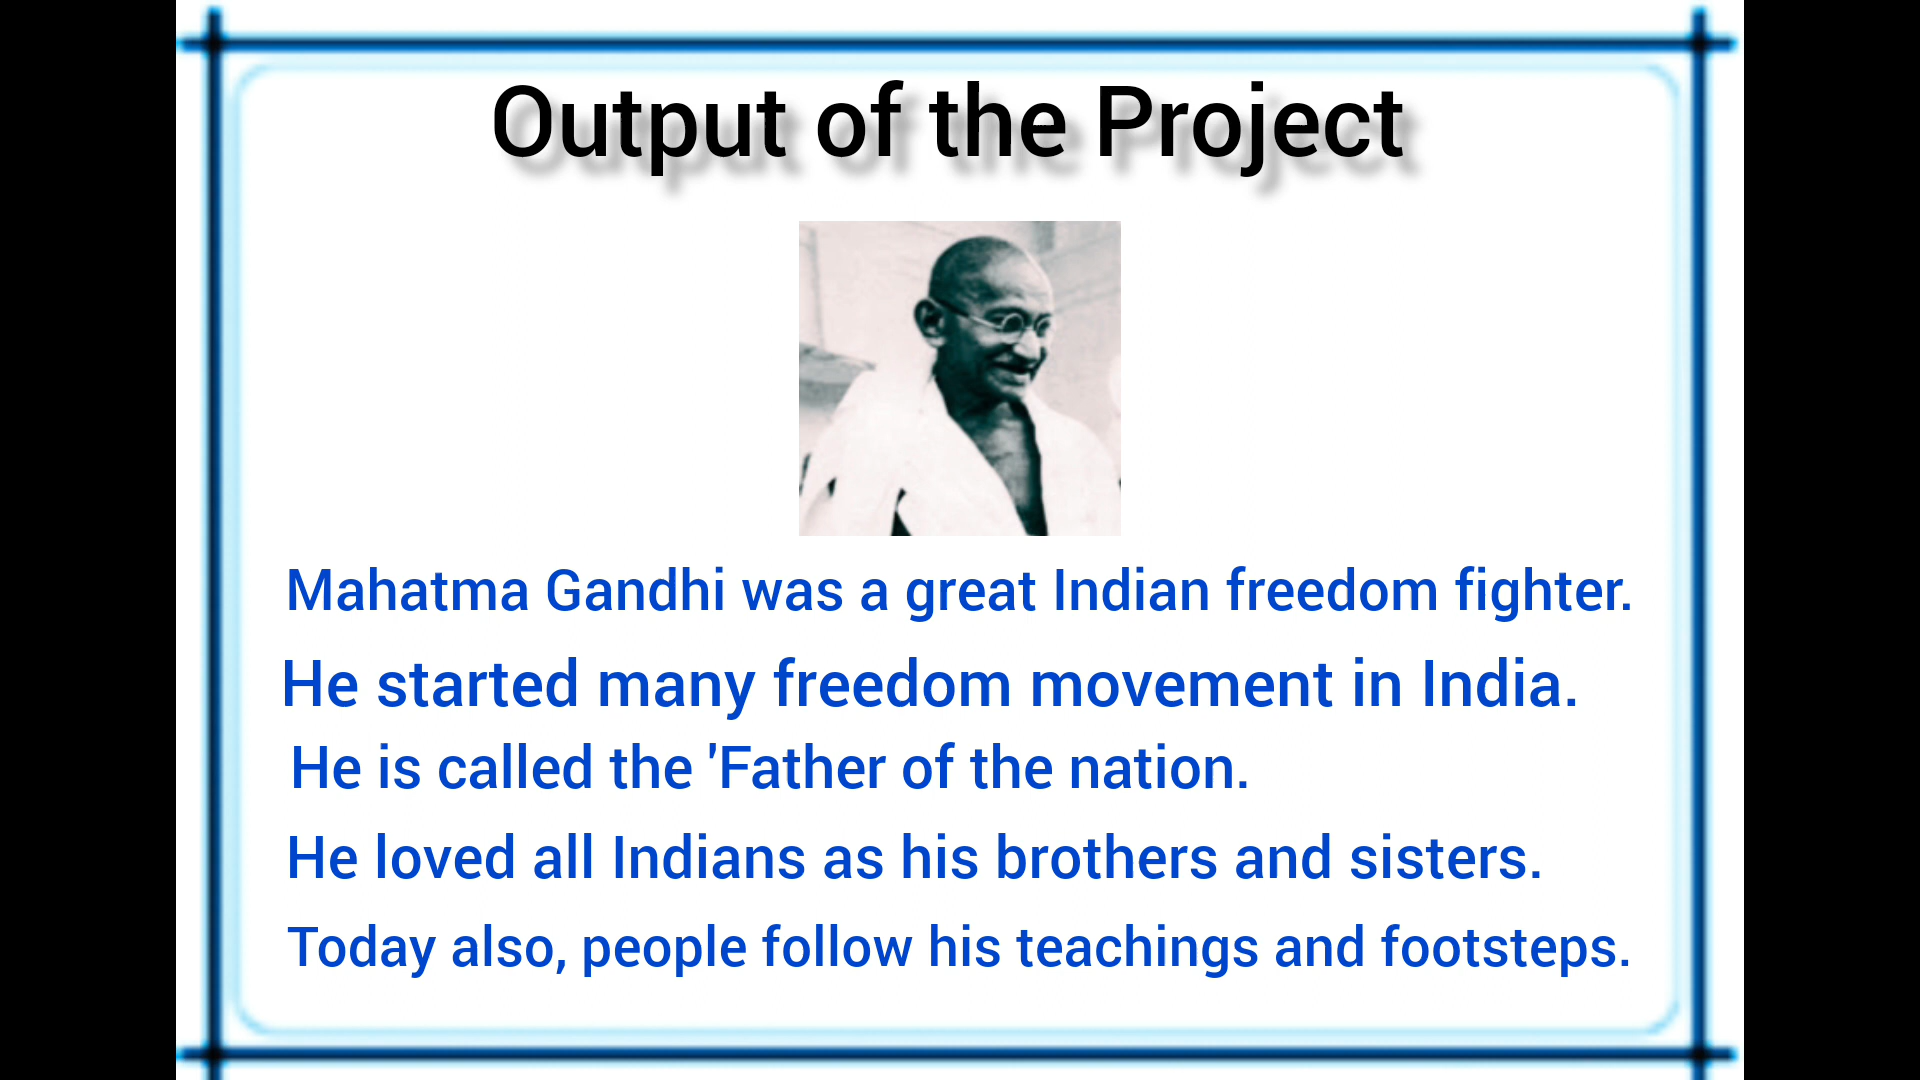 Output of the Project
Mahatma Gandhi was a great Indian freedom fighter.
He started many freedom movement in India.
He is called the 'Father of the nation.
He loved all Indians as his brothers and sisters.
Today also, people follow his teachings and footsteps.